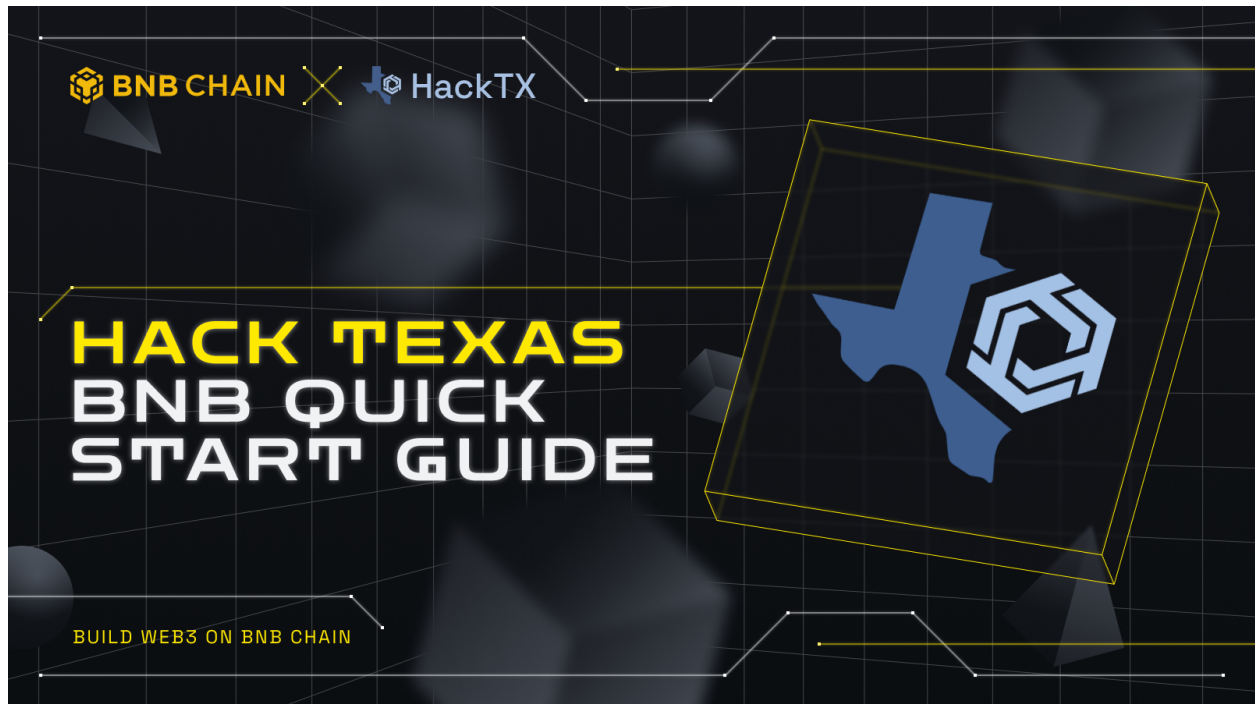 BNB CHAIN HackTX
HACK TEXAS
BNB QUICK
START GUIDE
BUILD WEB3 ON BNB CHAIN